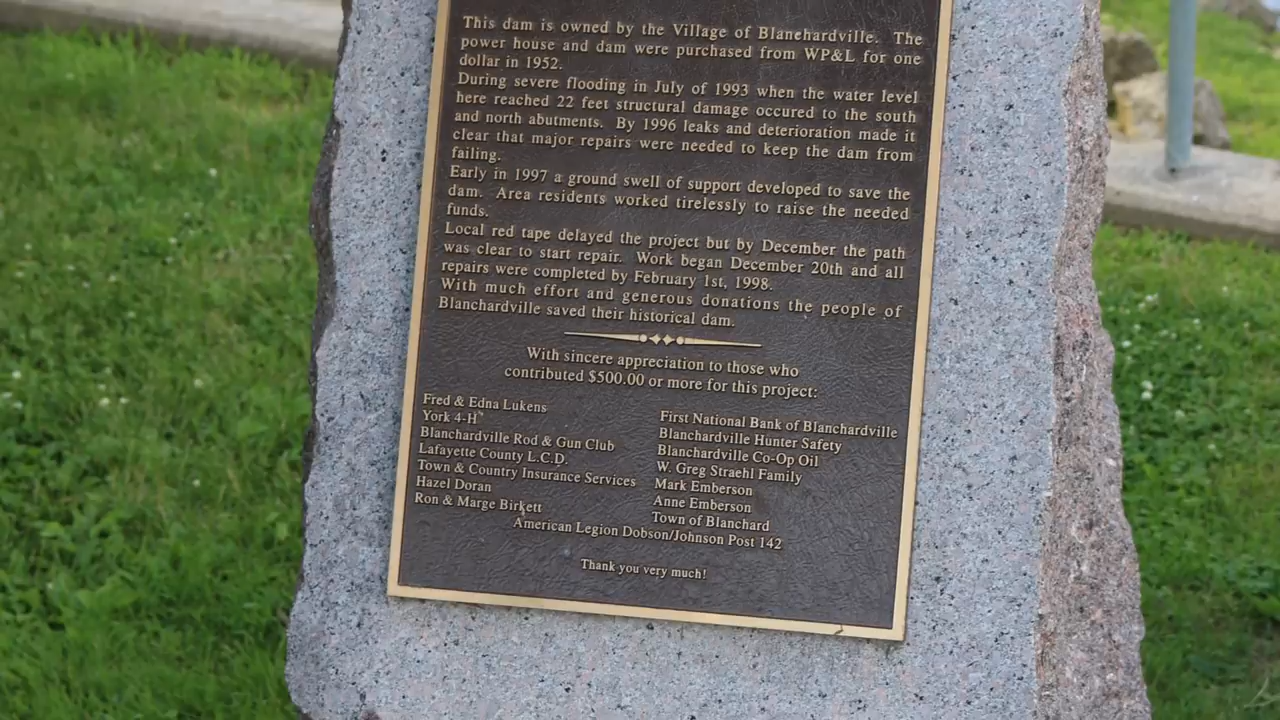 This dam is owned by the Village of Blanehardville. The
power house and dam were purchased from WP&L for one
dollar in 1952.
During severe flooding in July of 1993 when the water level
here reached 22 feet structural damage occured to the south
and north abutments. By 1996 leaks and deterioration made it
clear that major repairs were needed to keep the dam from
failing.
Early in 1997 a ground swell of support developed to save the
dam. Area residents worked tirelessly to raise the needed
funds.
Local red tape delayed the project but by December the path
was clear to start repair. Work began December 20th and all
repairs were completed by February 1st, 1998.
With much effort and generous donations the people of
Blanchardville saved their historical dam.
With sincere appreciation to those who
contributed $500.00 or more for this project:
Fred & Edna Lukens
York 4-H
Blanchardville Rod & Gun Club
Lafayette County L.C.D.
Town & Country Insurance Services
Hazel Doran
Ron & Marge Birkett
First National Bank of Blanchardville
Blanchardville Hunter Safety
Blanchardville Co-Op Oil
W. Greg Straehl Family
Mark Emberson
Anne Emberson
Town of Blanchard
American Legion Dobson/Johnson Post 142
Thank you very much!